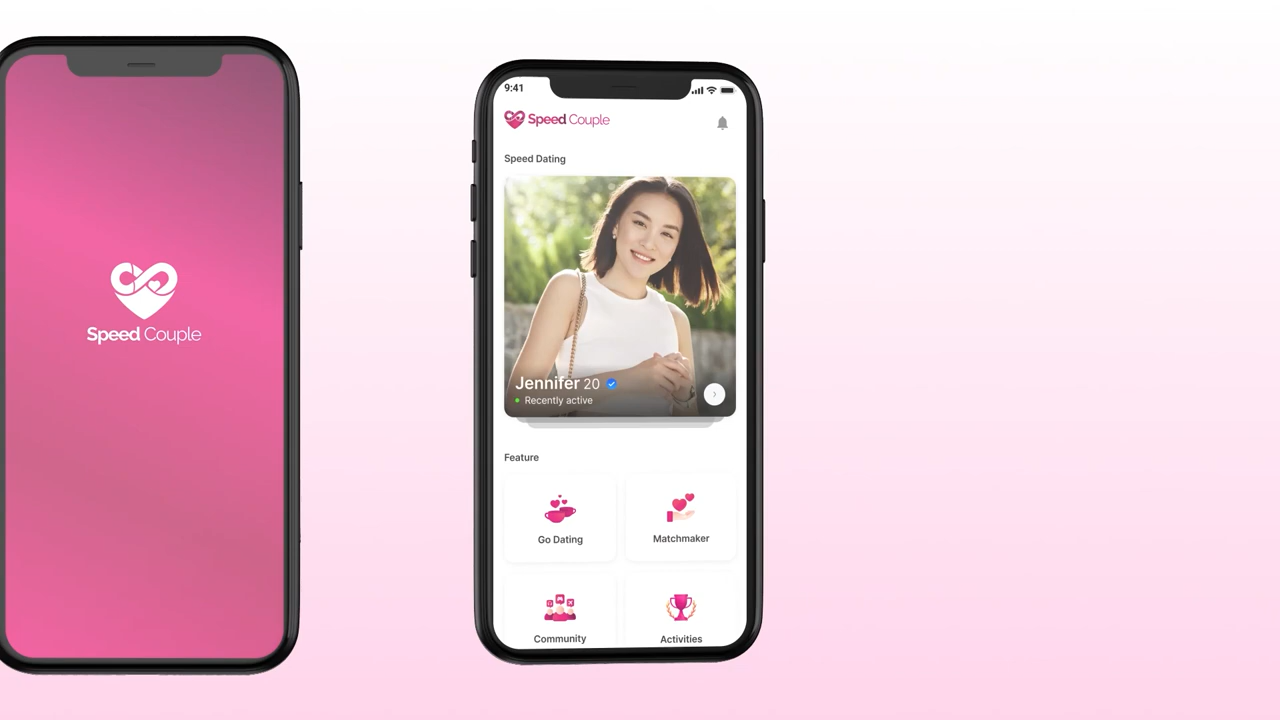 Speed Couple
9:41
Speed Couple
Speed Dating
Jennifer 20
Recently active
Feature
Go Dating
Matchmaker
Community
Activities